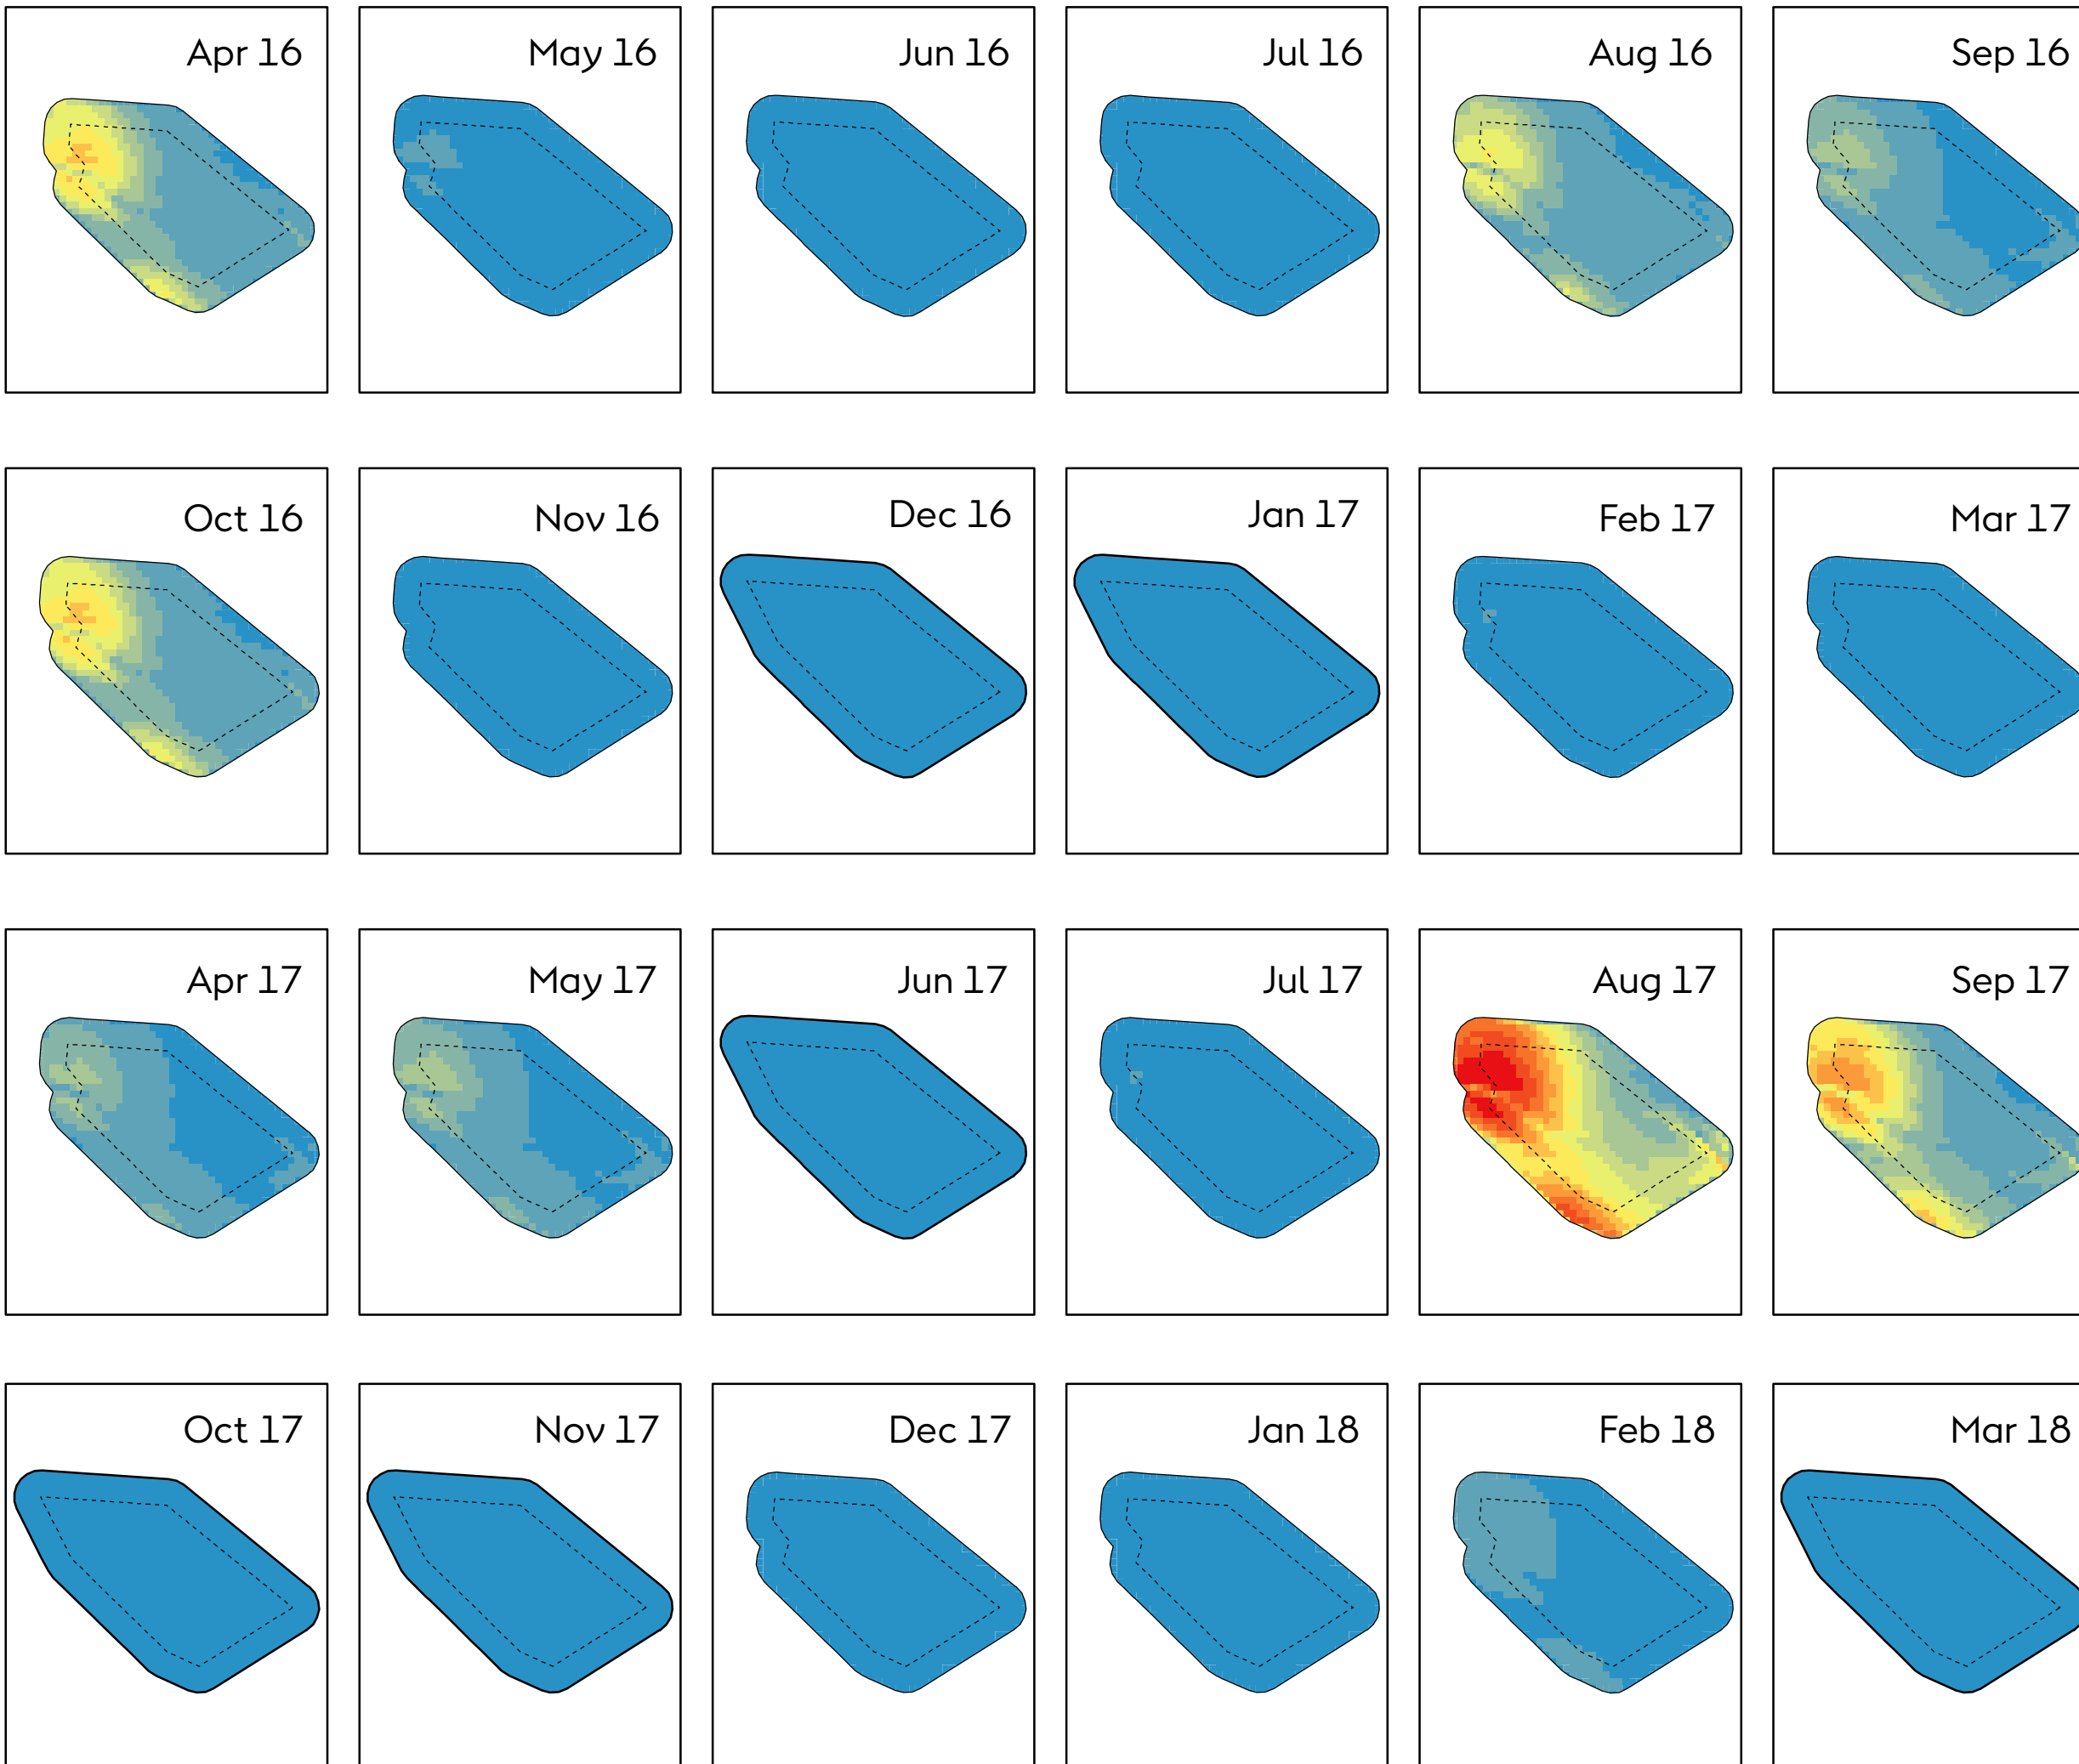 Apr 16
May 16
Jun 16
Jul 16
Aug 16
Sep 16
Oct 16
Nov 16
Dec 16
Jan 17
Feb 17
Mar 17
Apr 17
May 17
Jun 17
Jul 17
Aug 17
Sep 17
Oct 17
Nov 17
Dec 17
Jan 18
Feb 18
Mar 18